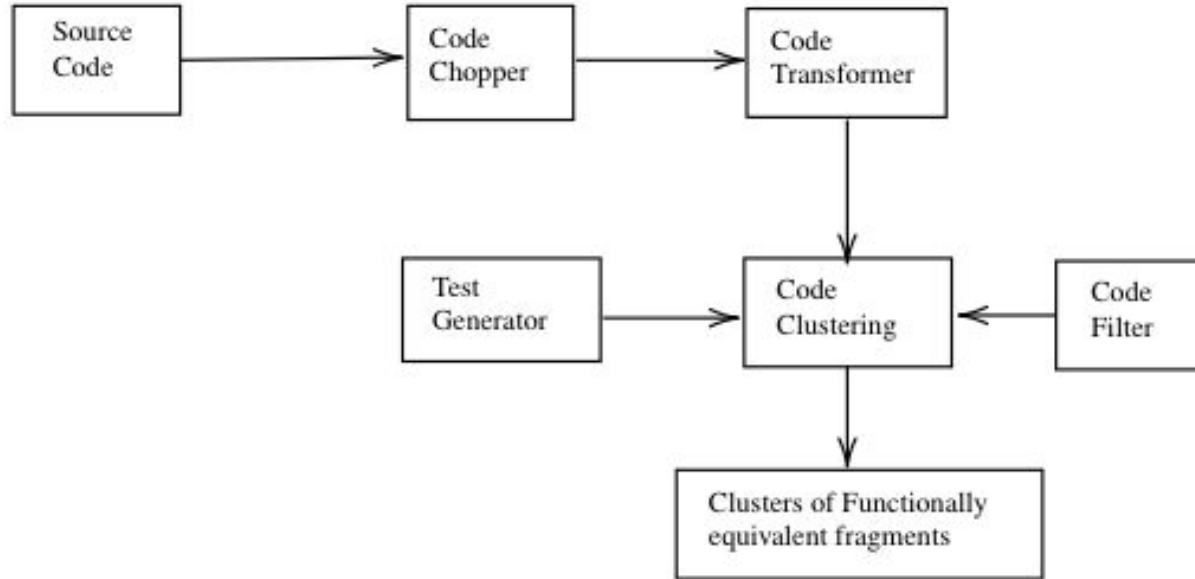 Source
Code
Code
Chopper
Code
Transformer
Test
Generator
Code
Clustering
Code
Filter
Clusters of Functionally
equivalent fragments